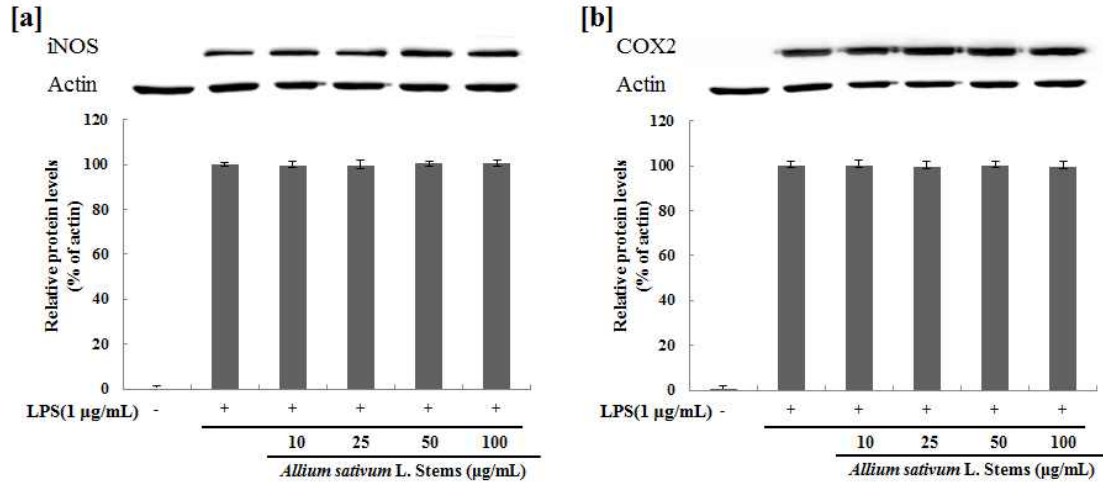 [a]
iNOS
Actin
120
100
80
60
40
20
0
Relative protein levels
(% of actin)
LPS(1 µg/mL) - + + + + +
10 25 50 100
Allium sativum L. Stems (µg/mL)
[b]
COX2
Actin
120
100
80
60
40
20
0
Relative protein levels
(% of actin)
LPS(1 µg/mL) - + + + + +
10 25 50 100
Allium sativum L. Stems (µg/mL)